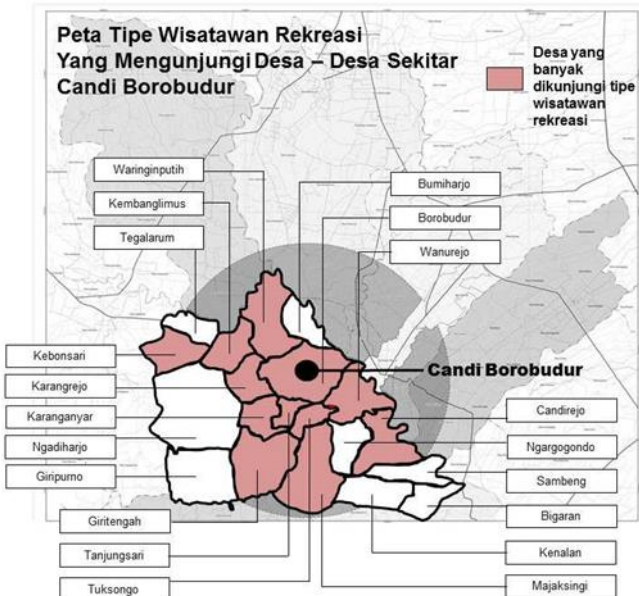 Peta Tipe Wisatawan Rekreasi
Yang Mengunjungi Desa – Desa Sekitar
Candi Borobudur
Desa yang
banyak
dikunjungi tipe
wisatawan
rekreasi
Waringinputih
Kembanglimus
Tegalarum
Bumiharjo
Borobudur
Wanurejo
Kebonsari
Karangrejo
Karanganyar
Ngadiharjo
Giripurno
Candi Borobudur
Candirejo
Ngargogondo
Sambeng
Bigaran
Kenalan
Majaksingi
Giritengah
Tanjungsari
Tuksongo